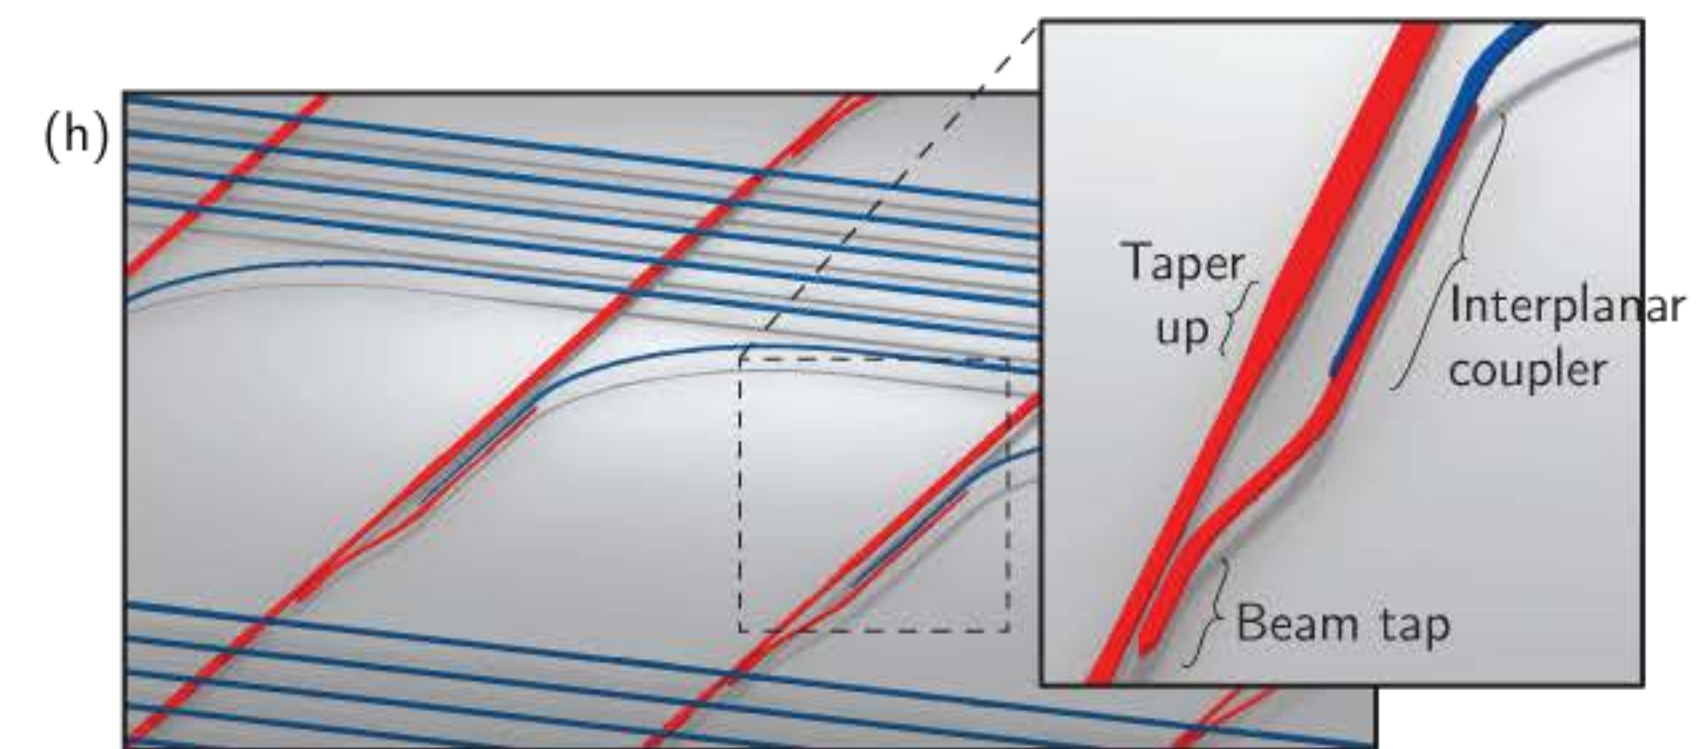 (h)
Taper
up
Interplanar
coupler
Beam tap